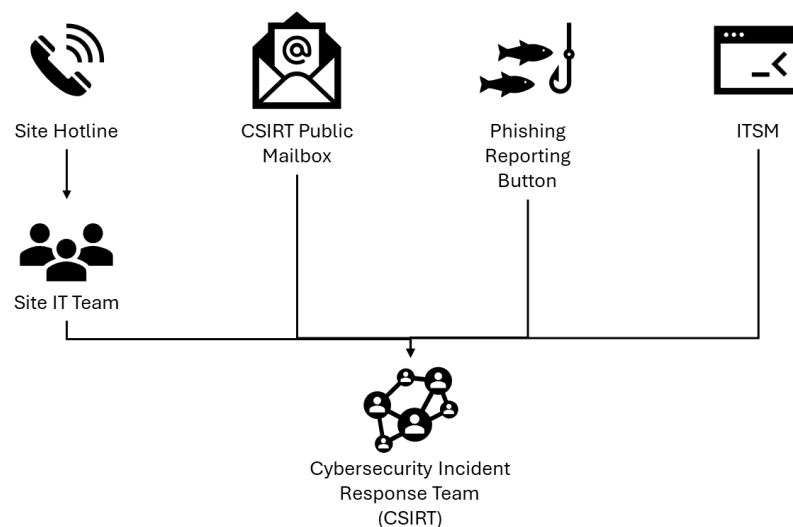 Site Hotline
CSIRT Public
Mailbox
Phishing
Reporting
Button
ITSM
Site IT Team
Cybersecurity Incident
Response Team
(CSIRT)